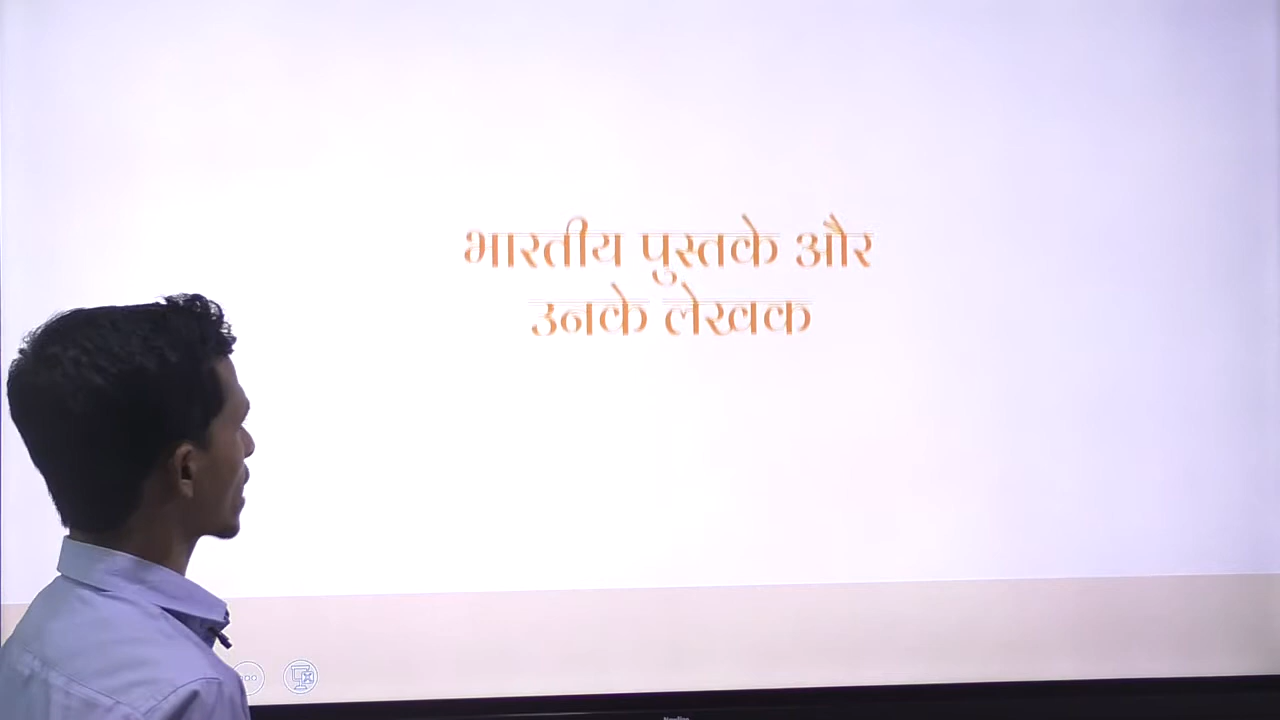 भारतीय पुस्तके और
उनके लेखक